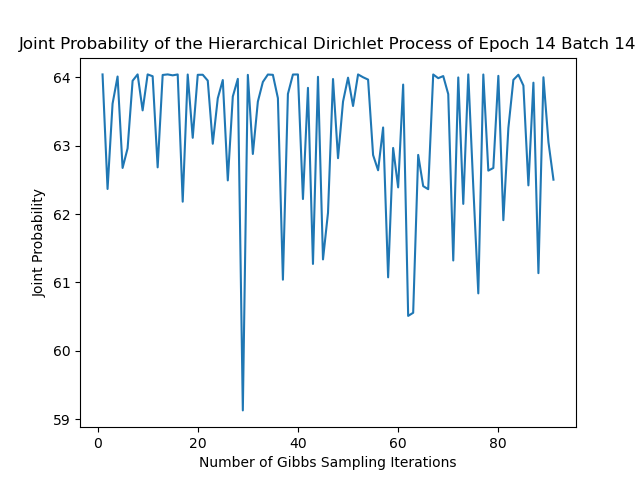 Joint Probability of the Hierarchical Dirichlet Process of Epoch 14 Batch 14
64
63
62
61
60
59
Joint Probability
0 20 40 60 80
Number of Gibbs Sampling Iterations